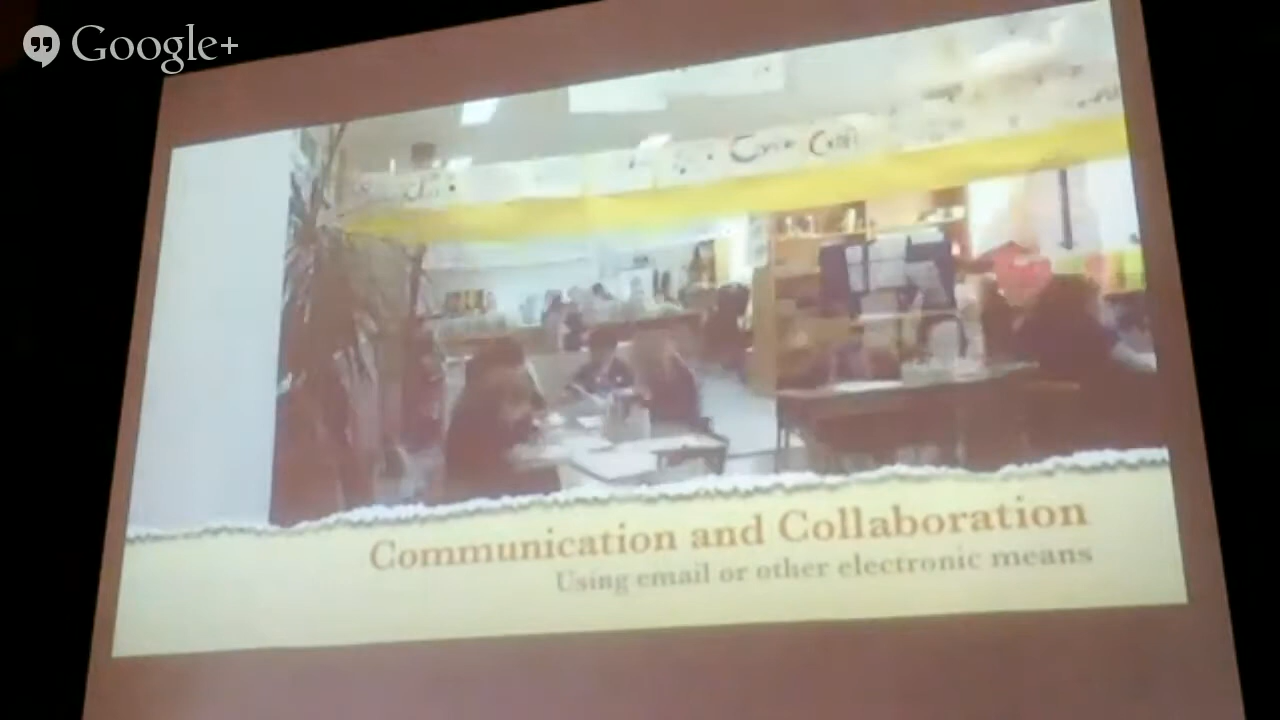 Google+
Communication and Collaboration
Using email or other electronic means